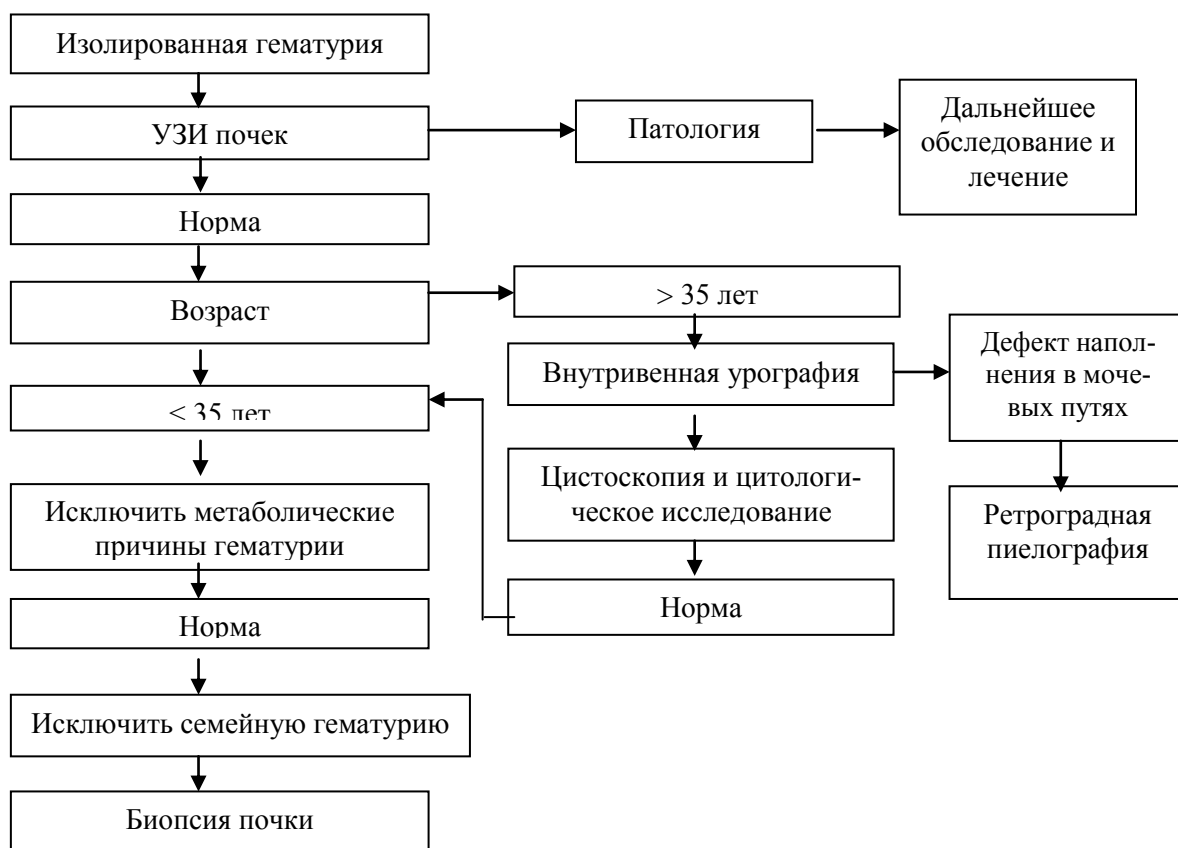 Изолированная гематурия
УЗИ почек
Патология
Дальнейшее
обследование и
лечение
Норма
Возраст
> 35 лет
Внутривенная урография
Дефект напол-
нения в моче-
вых путях
< 35 лет
Цистоскопия и цитологи-
ческое исследование
Ретроградная
пиелография
Исключить метаболические
причины гематурии
Норма
Норма
Исключить семейную гематурию
Биопсия почки